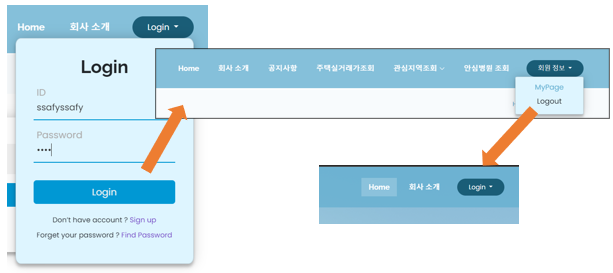 Home 회사 소개 Login
Login
ID
ssafyssafy
Password
••••
Login
Don't have account ? Sign up
Forget your password ? Find Password
Home 회사 소개 공지사항 주택실거래가조회 관심지역조회 안심병원 조회 회원 정보
MyPage
Logout
Home 회사 소개 Login